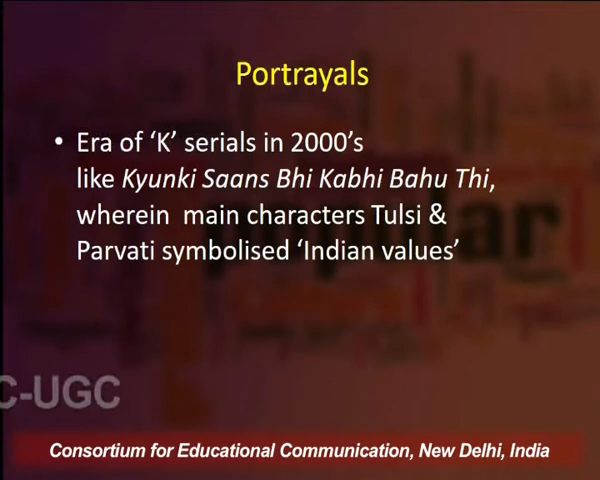 Portrayals
• Era of ‘K’ serials in 2000’s
like Kyunki Saans Bhi Kabhi Bahu Thi,
wherein main characters Tulsi &
Parvati symbolised ‘Indian values’
C-UGC
Consortium for Educational Communication, New Delhi, India